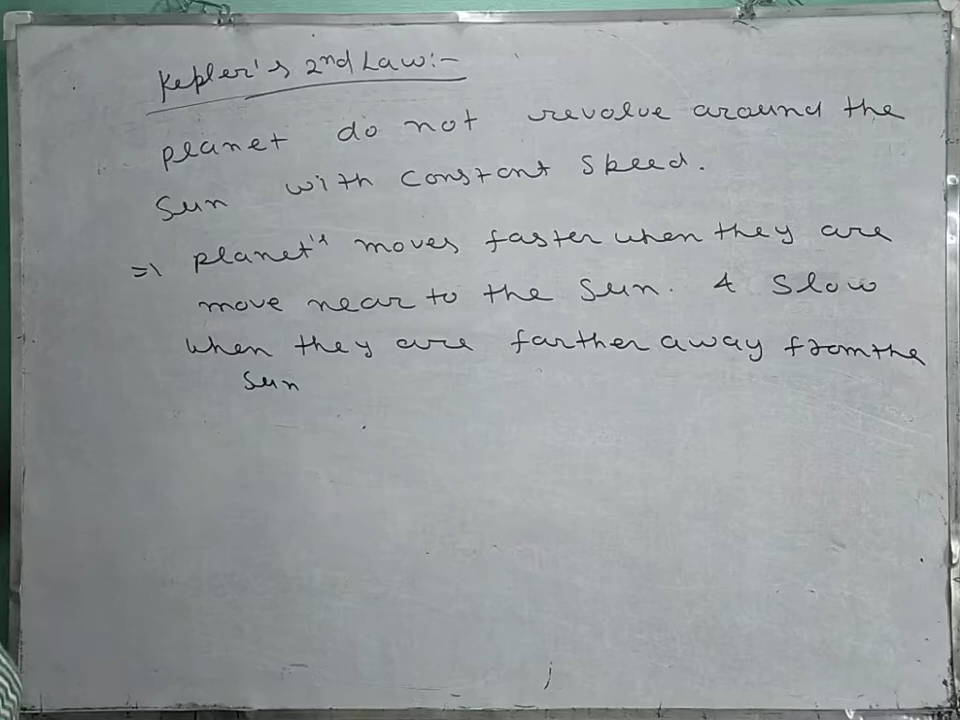 Kepler's 2nd Law:-
planet do not revolve around the
Sun with constant speed.
=> planet's moves faster when they are
move near to the Sun. & Slow
when they are farther away from the
Sun